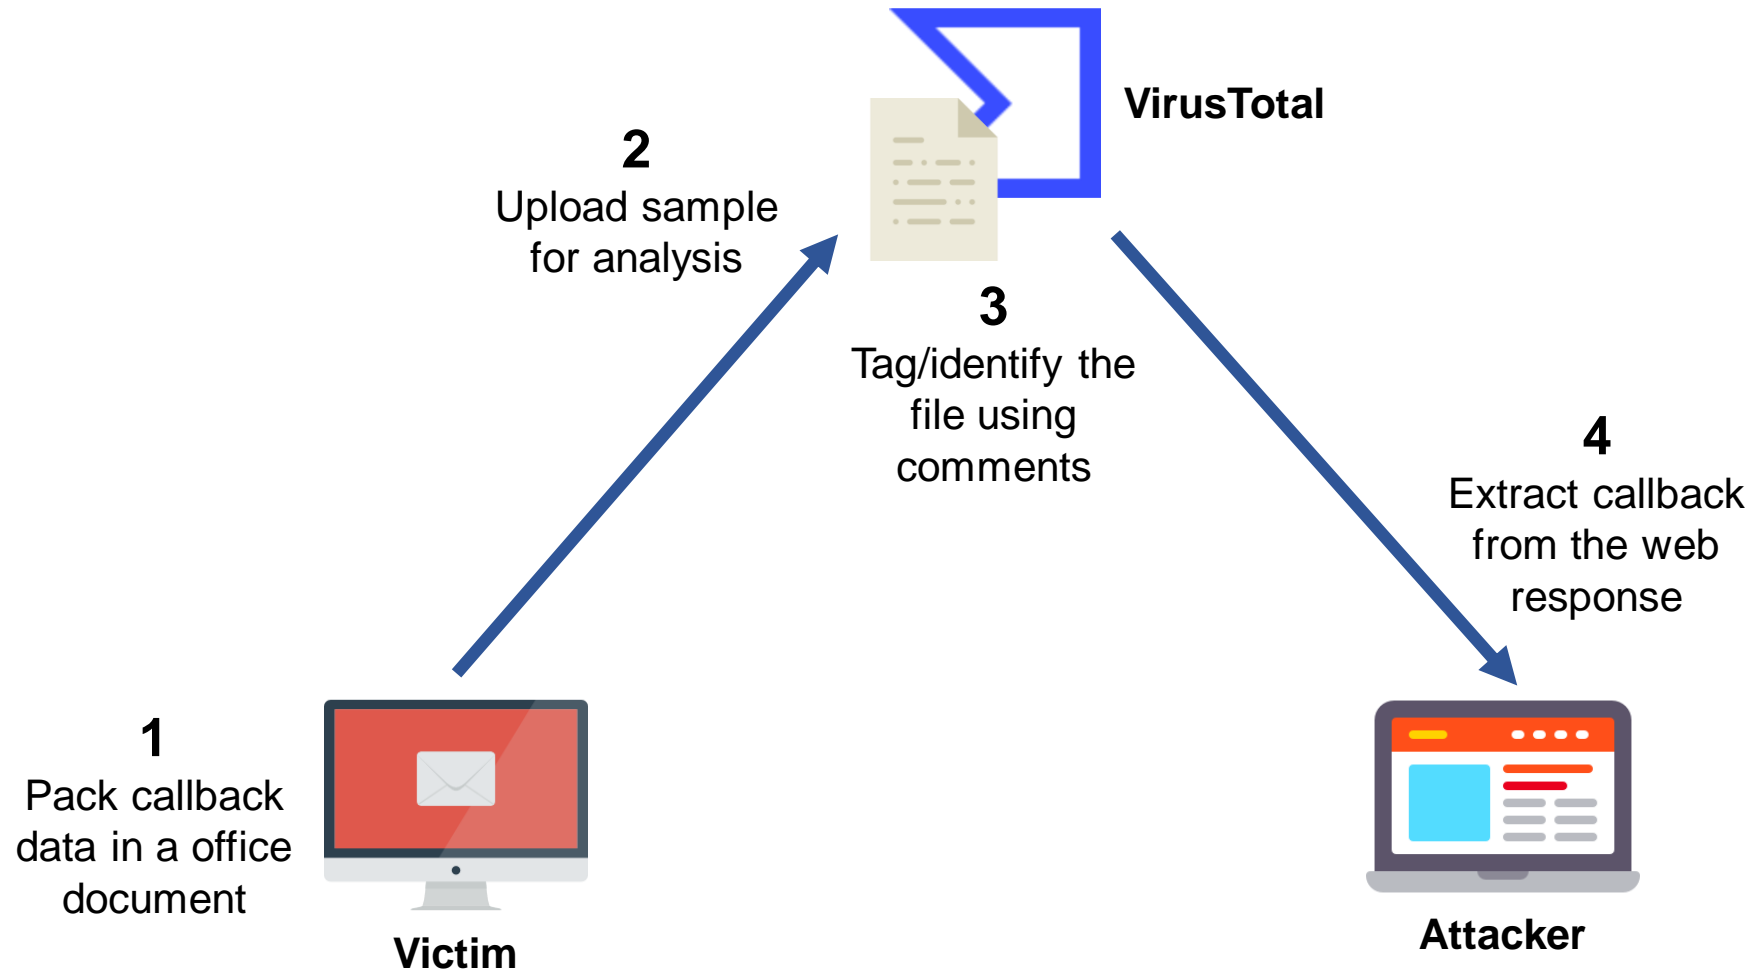 1
Pack callback
data in a office
document
Victim
2
Upload sample
for analysis
VirusTotal
3
Tag/identify the
file using
comments
4
Extract callback
from the web
response
Attacker